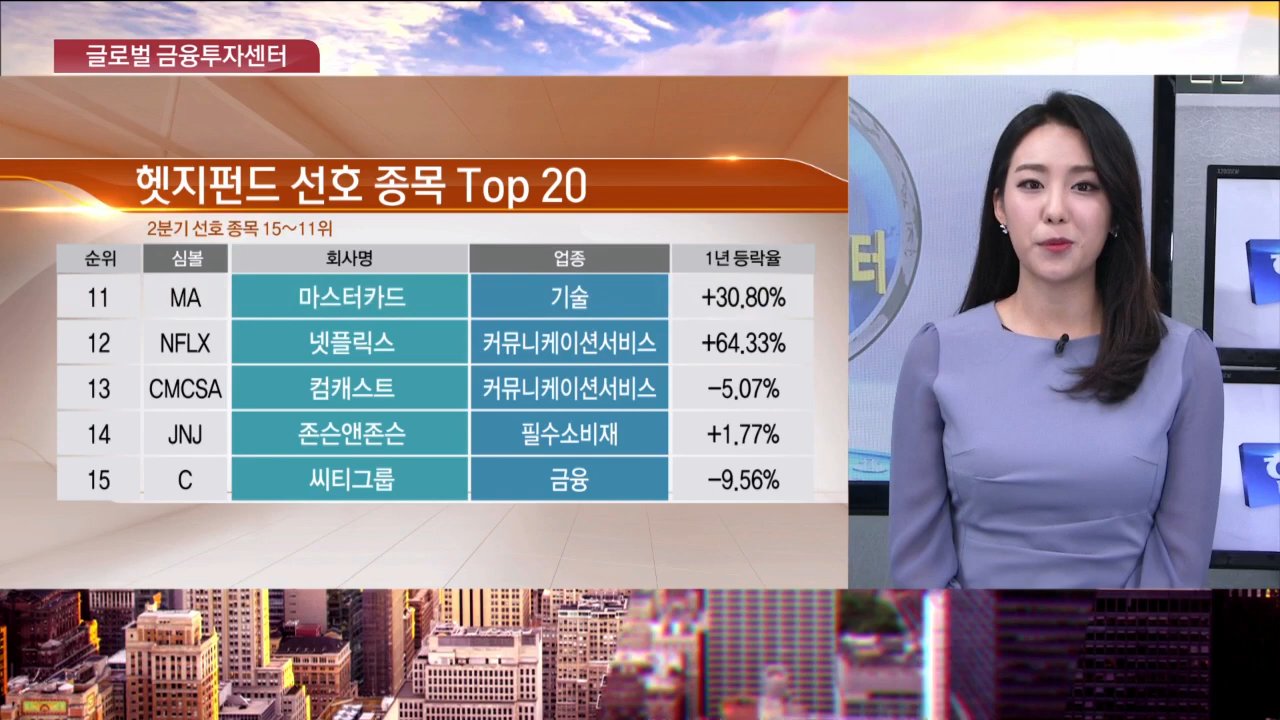 글로벌 금융투자센터
헷지펀드 선호 종목 Top 20
2분기 선호 종목 15~11위
순위 심볼 회사명 업종 1년 등락율
11 MA 마스터카드 기술 +30.80%
12 NFLX 넷플릭스 커뮤니케이션서비스 +64.33%
13 CMCSA 컴캐스트 커뮤니케이션서비스 -5.07%
14 JNJ 존슨앤존슨 필수소비재 +1.77%
15 C 씨티그룹 금융 -9.56%
터